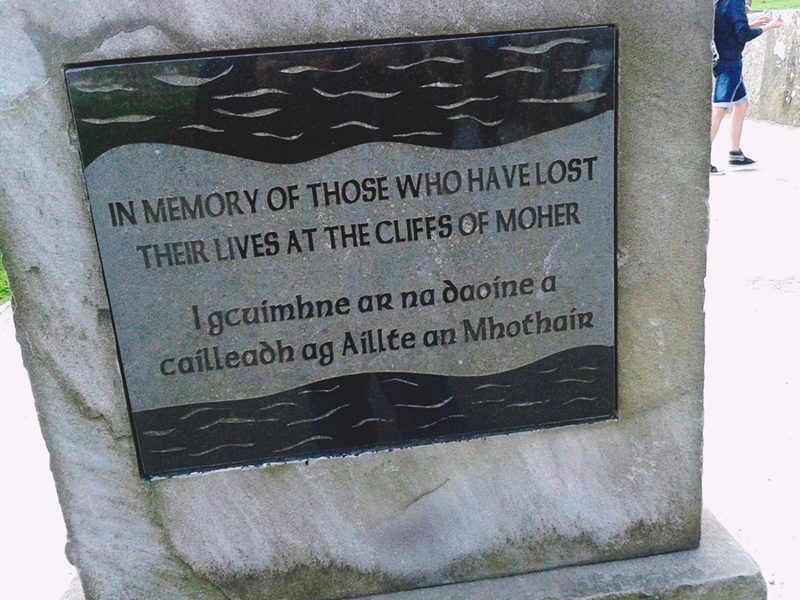 IN MEMORY OF THOSE WHO HAVE LOST
THEIR LIVES AT THE CLIFFS OF MOHER
I gcuimhne ar na daoine a
cailleadh ag Aillte an Mhothair